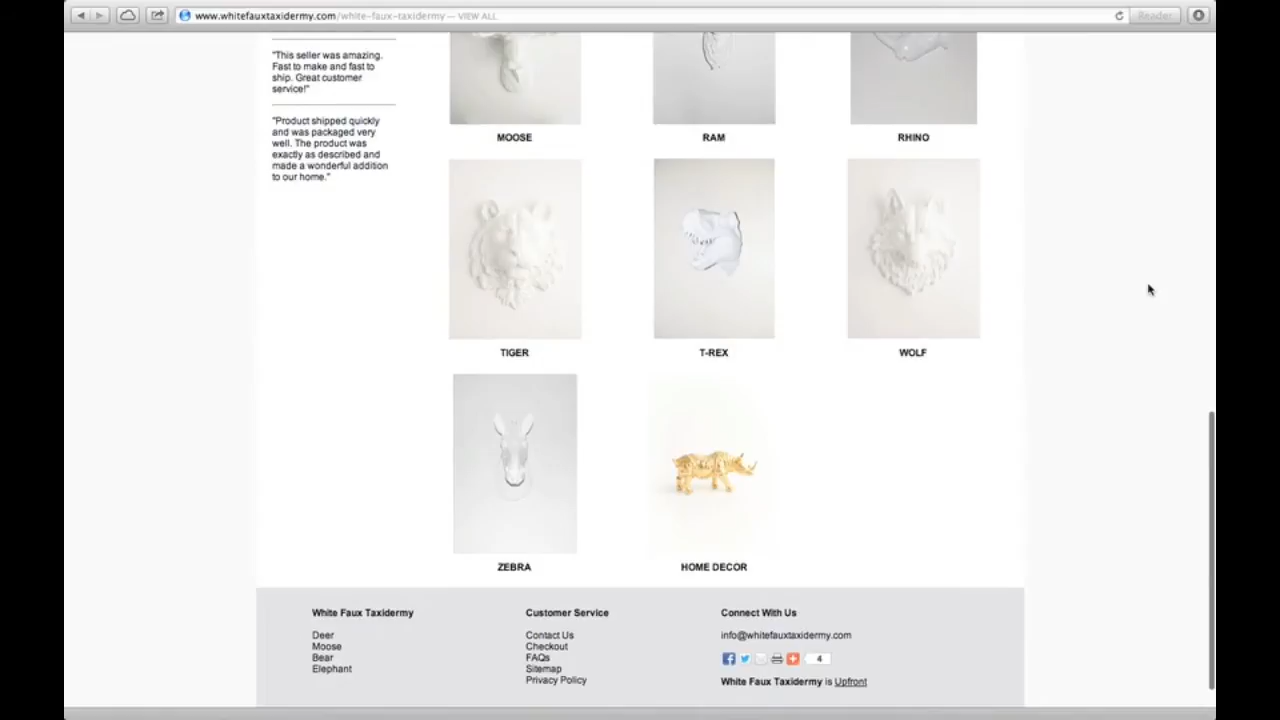 www.whitefauxtaxidermy.com/white-faux-taxidermy — VIEW ALL
Reader
"This seller was amazing.
Fast to make and fast to
ship. Great customer
service!"
"Product shipped quickly
and was packaged very
well. The product was
exactly as described and
made a wonderful addition
to our home."
MOOSE
RAM
RHINO
TIGER
T-REX
WOLF
ZEBRA
HOME DECOR
White Faux Taxidermy
Deer
Moose
Bear
Elephant
Customer Service
Contact Us
Checkout
FAQs
Sitemap
Privacy Policy
Connect With Us
info@whitefauxtaxidermy.com
4
White Faux Taxidermy is Upfront